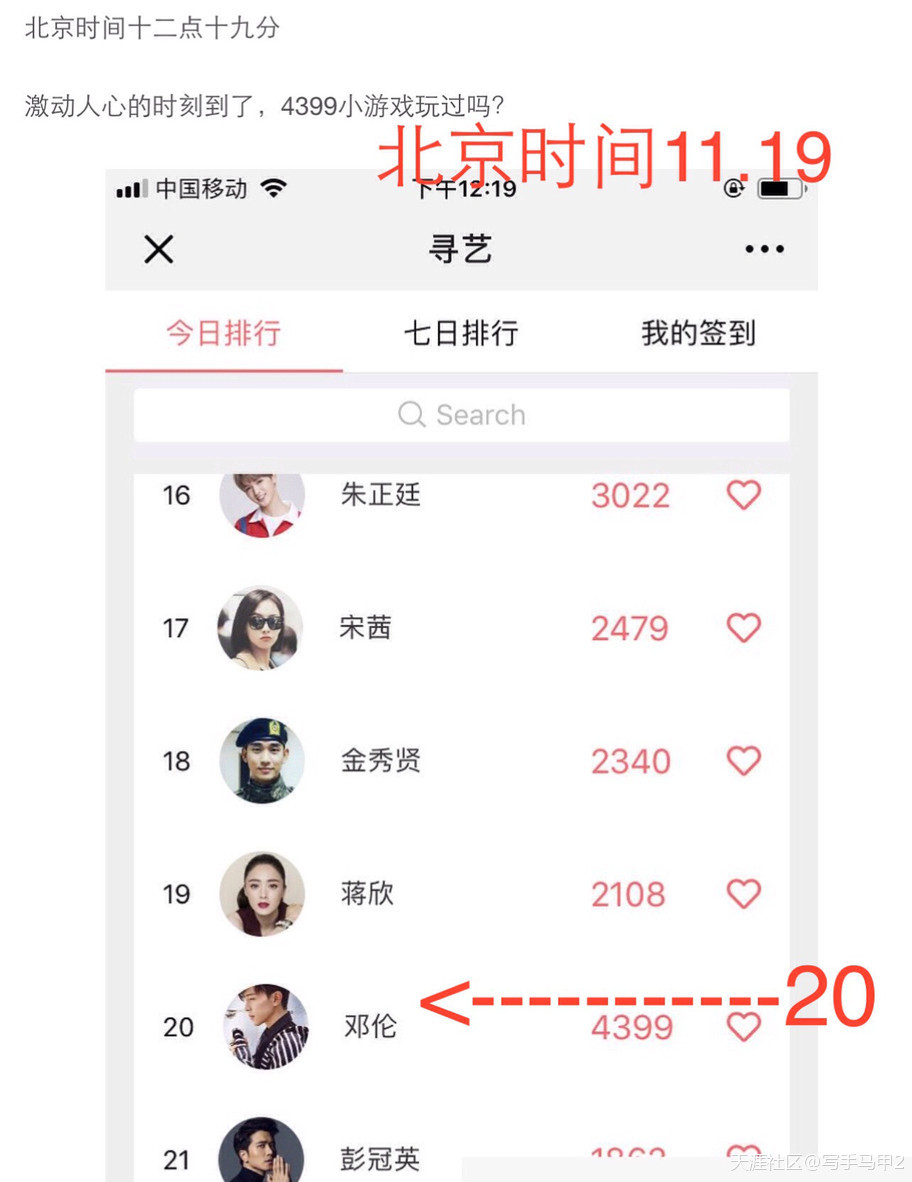 北京时间十二点十九分
激动人心的时刻到了，4399小游戏玩过吗？
北京时间11.19
中国移动 下午12:19
寻艺
今日排行 七日排行 我的签到
Search
16 朱正廷 3022
17 宋茜 2479
18 金秀贤 2340
19 蒋欣 2108
<-----------20
20 邓伦 4399
21 彭冠英
天涯社区@写手马甲2